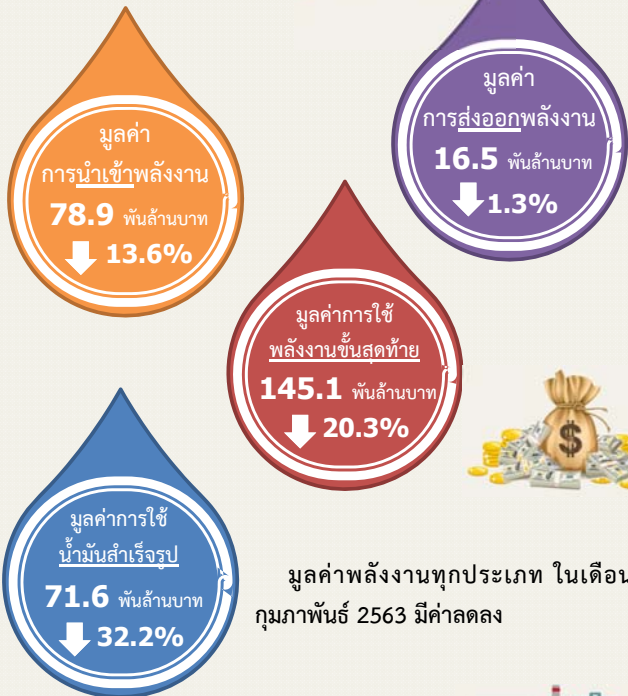 มูลค่า
การนำเข้าพลังงาน
78.9 พันล้านบาท
13.6%
มูลค่า
การส่งออกพลังงาน
16.5 พันล้านบาท
1.3%
มูลค่าการใช้
พลังงานขั้นสุดท้าย
145.1 พันล้านบาท
20.3%
$
มูลค่าการใช้
น้ำมันสำเร็จรูป
71.6 พันล้านบาท
32.2%
มูลค่าพลังงานทุกประเภท ในเดือน
กุมภาพันธ์ 2563 มีค่าลดลง